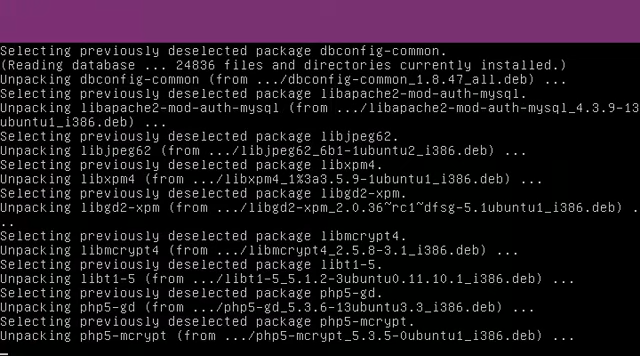 Selecting previously deselected package dbconfig-common.
(Reading database ... 24836 files and directories currently installed.)
Unpacking dbconfig-common (from .../dbconfig-common_1.8.47_all.deb) ...
Selecting previously deselected package libapache2-mod-auth-mysql.
Unpacking libapache2-mod-auth-mysql (from .../libapache2-mod-auth-mysql_4.3.9-13
ubuntu1_i386.deb) ...
Selecting previously deselected package libjpeg62.
Unpacking libjpeg62 (from .../libjpeg62_6b1-1ubuntu2_i386.deb) ...
Selecting previously deselected package libxpm4.
Unpacking libxpm4 (from .../libxpm4_1%3a3.5.9-1ubuntu1_i386.deb) ...
Selecting previously deselected package libgd2-xpm.
Unpacking libgd2-xpm (from .../libgd2-xpm_2.0.36~rc1~dfsg-5.1ubuntu1_i386.deb) .
..
Selecting previously deselected package libmcrypt4.
Unpacking libmcrypt4 (from .../libmcrypt4_2.5.8-3.1_i386.deb) ...
Selecting previously deselected package libt1-5.
Unpacking libt1-5 (from .../libt1-5_5.1.2-3ubuntu0.11.10.1_i386.deb) ...
Selecting previously deselected package php5-gd.
Unpacking php5-gd (from .../php5-gd_5.3.6-13ubuntu3.3_i386.deb) ...
Selecting previously deselected package php5-mcrypt.
Unpacking php5-mcrypt (from .../php5-mcrypt_5.3.5-0ubuntu1_i386.deb) ...